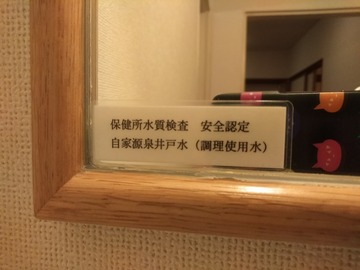 保健所水質検査　安全認定
自家源泉井戸水（調理使用水）